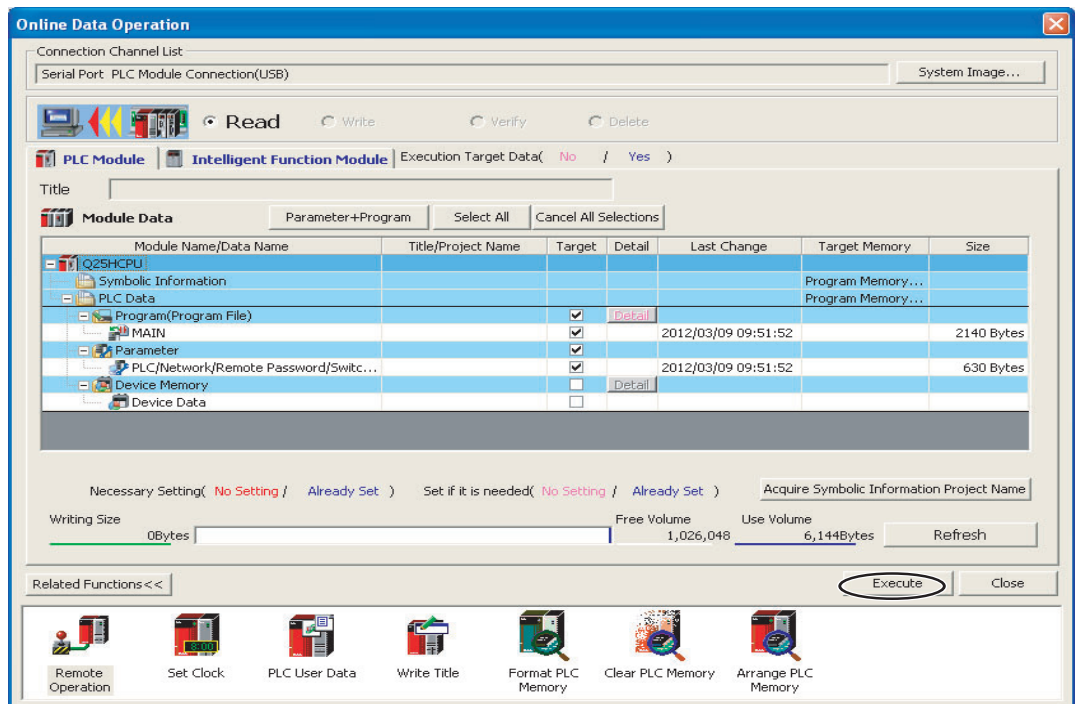 Online Data Operation
Connection Channel List
Serial Port PLC Module Connection(USB)
System Image...
Read Write Verify Delete
PLC Module Intelligent Function Module Execution Target Data( No / Yes )
Title
Module Data Parameter+Program Select All Cancel All Selections
Module Name/Data Name Title/Project Name Target Detail Last Change Target Memory Size
Q25HCPU
Symbolic Information Program Memory...
PLC Data Program Memory...
Program(Program File) Detail
MAIN 2012/03/09 09:51:52 2140 Bytes
Parameter
PLC/Network/Remote Password/Switc... 2012/03/09 09:51:52 630 Bytes
Device Memory Detail
Device Data
Necessary Setting( No Setting / Already Set ) Set if it is needed( No Setting / Already Set ) Acquire Symbolic Information Project Name
Writing Size Free Volume Use Volume
0Bytes 1,026,048 6,144Bytes Refresh
Related Functions<< Execute Close
8:00
Remote Operation
Set Clock
PLC User Data
Write Title
Format PLC Memory
Clear PLC Memory
Arrange PLC Memory